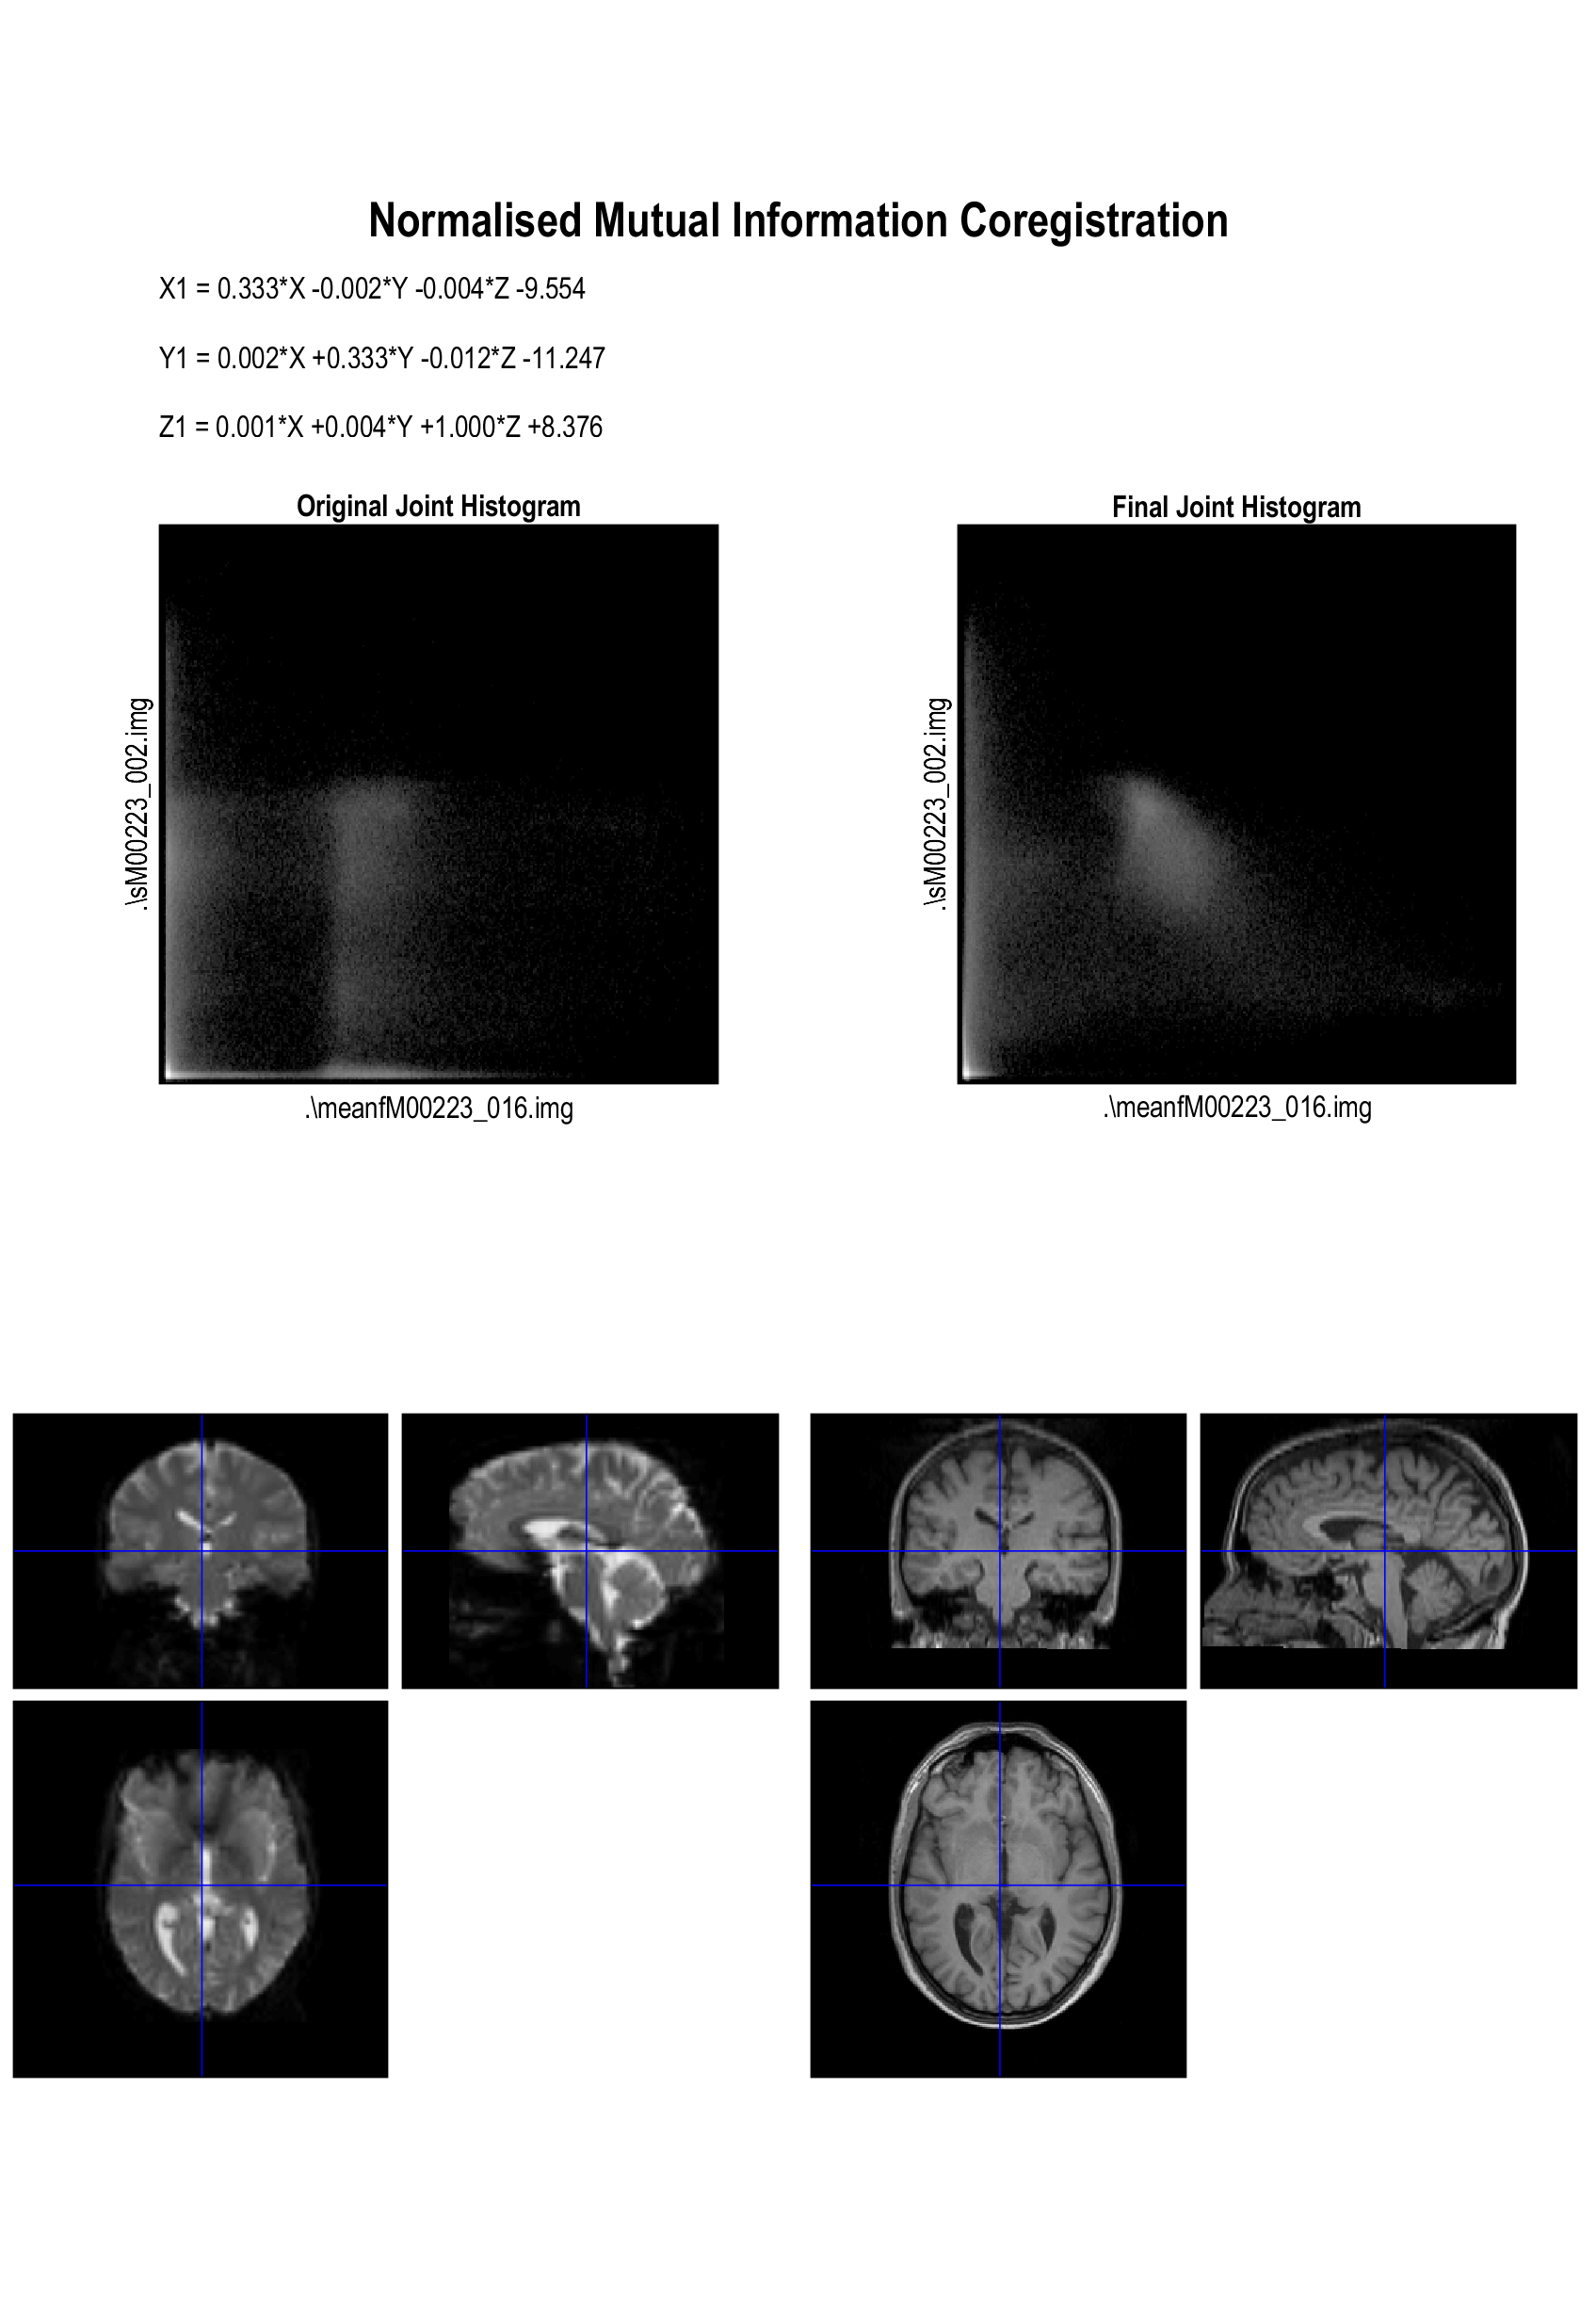 Normalised Mutual Information Coregistration
X1 = 0.333*X -0.002*Y -0.004*Z -9.554
Y1 = 0.002*X +0.333*Y -0.012*Z -11.247
Z1 = 0.001*X +0.004*Y +1.000*Z +8.376
Original Joint Histogram
.\sM00223_002.img
.\meanfM00223_016.img
Final Joint Histogram
.\sM00223_002.img
.\meanfM00223_016.img